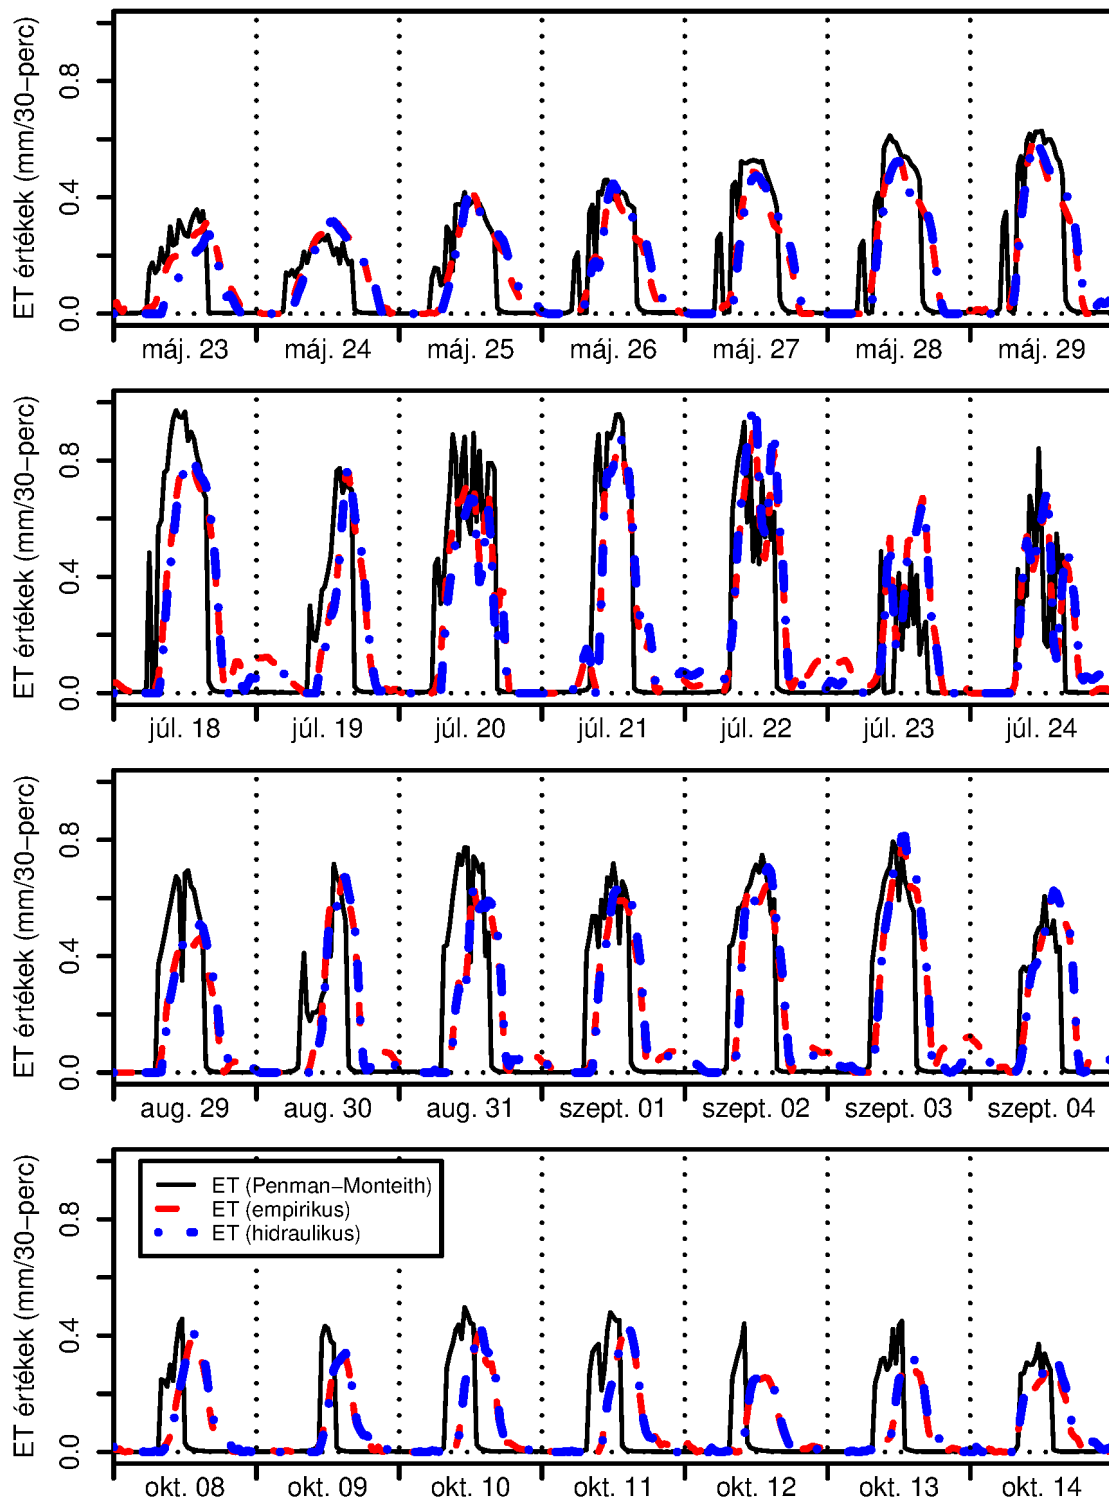 ET értékek (mm/30−perc)
0.8
0.4
0.0
máj. 23 máj. 24 máj. 25 máj. 26 máj. 27 máj. 28 máj. 29
ET értékek (mm/30−perc)
0.8
0.4
0.0
júl. 18 júl. 19 júl. 20 júl. 21 júl. 22 júl. 23 júl. 24
ET értékek (mm/30−perc)
0.8
0.4
0.0
aug. 29 aug. 30 aug. 31 szept. 01 szept. 02 szept. 03 szept. 04
ET értékek (mm/30−perc)
0.8
0.4
0.0
ET (Penman−Monteith)
ET (empirikus)
ET (hidraulikus)
okt. 08 okt. 09 okt. 10 okt. 11 okt. 12 okt. 13 okt. 14